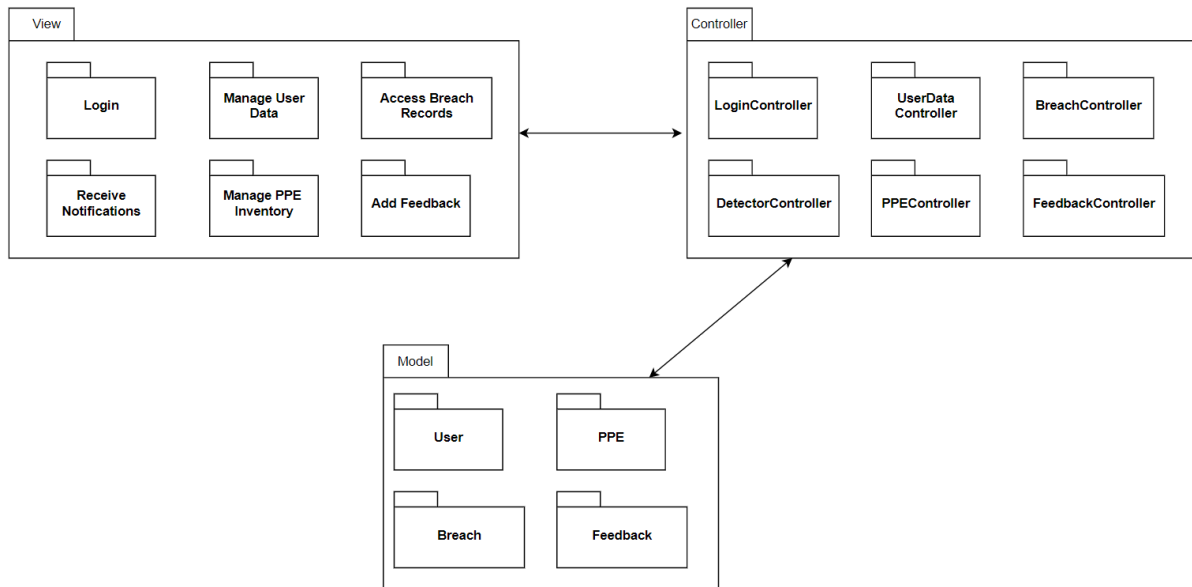 View
Login
Manage User
Data
Access Breach
Records
Receive
Notifications
Manage PPE
Inventory
Add Feedback
Controller
LoginController
UserData
Controller
BreachController
DetectorController
PPEController
FeedbackController
Model
User
PPE
Breach
Feedback